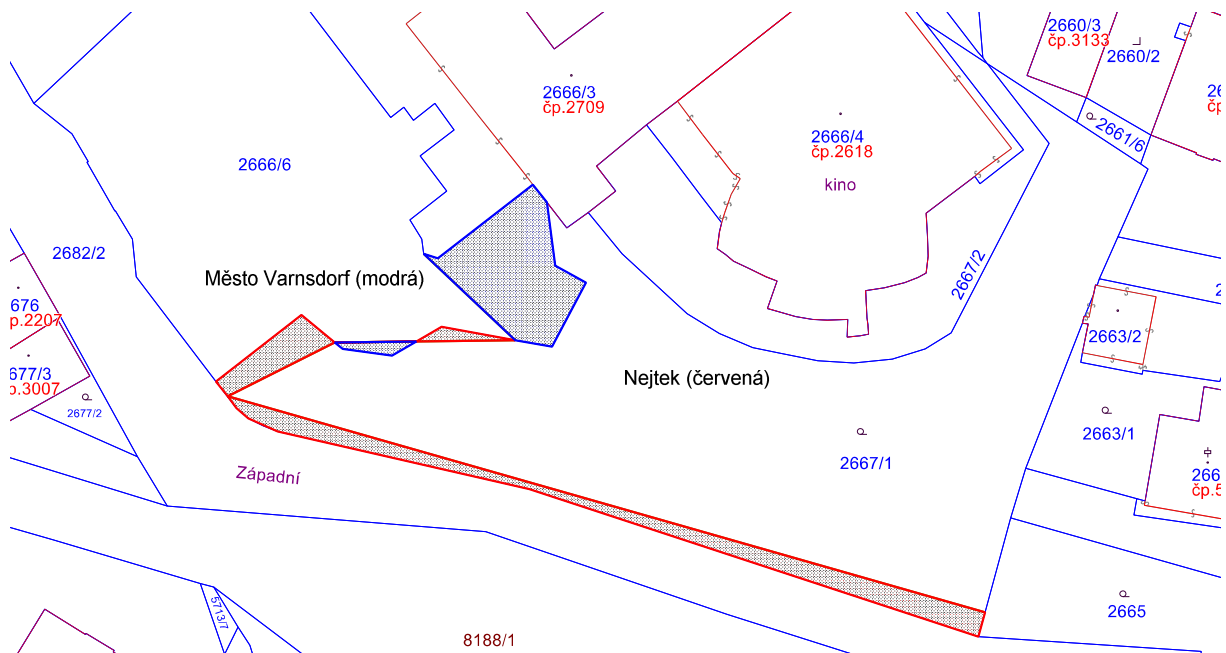 2660/3
čp.3133
2660/2
2666/3
čp.2709
2661/6
2666/4
čp.2618
2666/6
kino
2682/2
2667/2
Město Varnsdorf (modrá)
čp.2207
2663/2
677/3
čp.3007
Nejtek (červená)
2677/2
2663/1
2667/1
Západní
2665
5713/7
8188/1